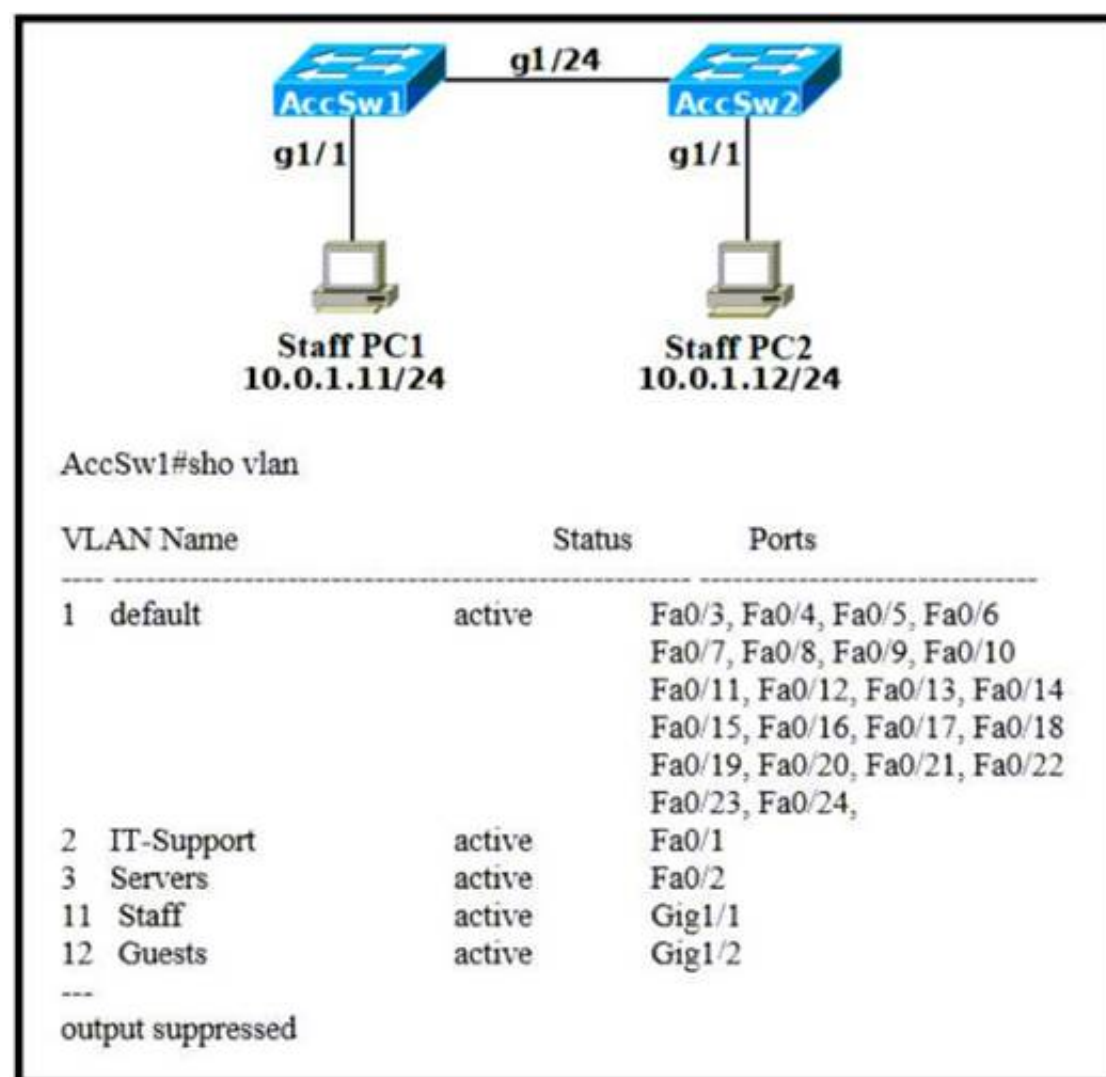 g1/24
AccSw1 AccSw2
g1/1 g1/1
Staff PC1 Staff PC2
10.0.1.11/24 10.0.1.12/24
AccSw1#sho vlan
VLAN Name Status Ports
---- -------------------------------------------------- ------------------------------
1 default active Fa0/3, Fa0/4, Fa0/5, Fa0/6
Fa0/7, Fa0/8, Fa0/9, Fa0/10
Fa0/11, Fa0/12, Fa0/13, Fa0/14
Fa0/15, Fa0/16, Fa0/17, Fa0/18
Fa0/19, Fa0/20, Fa0/21, Fa0/22
Fa0/23, Fa0/24,
2 IT-Support active Fa0/1
3 Servers active Fa0/2
11 Staff active Gig1/1
12 Guests active Gig1/2
---
output suppressed